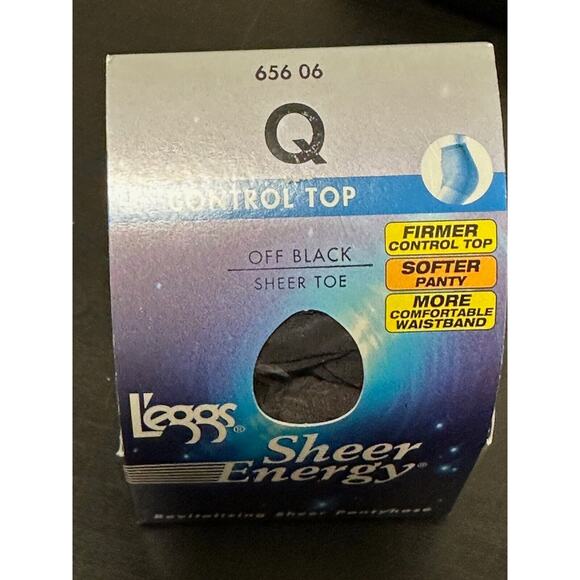 656 06
Q
CONTROL TOP
FIRMER
CONTROL TOP
OFF BLACK
SHEER TOE
SOFTER
PANTY
MORE
COMFORTABLE
WAISTBAND
L'eggs®
Sheer
Energy®
Revitalizing Sheer Pantyhose